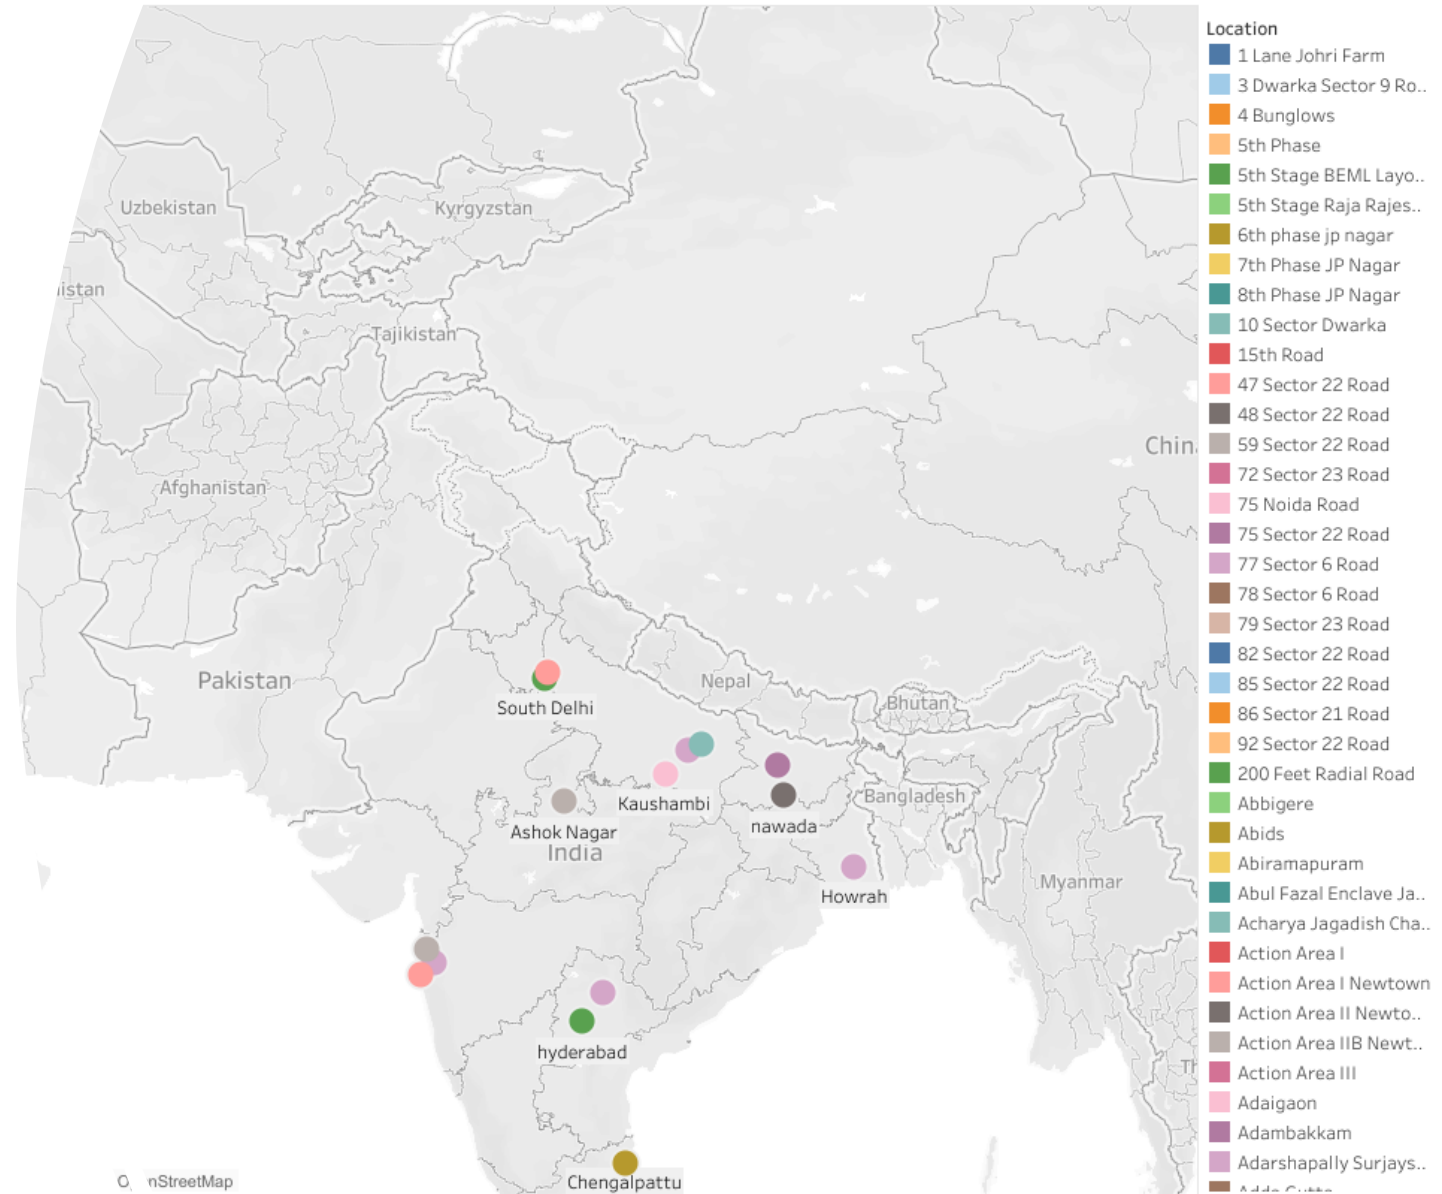 Location
1 Lane Johri Farm
3 Dwarka Sector 9 Ro..
4 Bunglows
5th Phase
5th Stage BEML Layo..
5th Stage Raja Rajes..
6th phase jp nagar
7th Phase JP Nagar
8th Phase JP Nagar
10 Sector Dwarka
15th Road
47 Sector 22 Road
48 Sector 22 Road
59 Sector 22 Road
72 Sector 23 Road
75 Noida Road
75 Sector 22 Road
77 Sector 6 Road
78 Sector 6 Road
79 Sector 23 Road
82 Sector 22 Road
85 Sector 22 Road
86 Sector 21 Road
92 Sector 22 Road
200 Feet Radial Road
Abbigere
Abids
Abiramapuram
Abul Fazal Enclave Ja..
Acharya Jagadish Cha..
Action Area I
Action Area I Newtown
Action Area II Newto..
Action Area IIB Newt..
Action Area III
Adaigaon
Adambakkam
Adarshapally Surjays..
Uzbekistan
Kyrgyzstan
istan
Tajikistan
China
Afghanistan
Pakistan
Nepal
South Delhi
Bhutan
Kaushambi
Bangladesh
nawada
Ashok Nagar
India
Myanmar
Howrah
hyderabad
Th
Chengalpattu
O nStreetMap